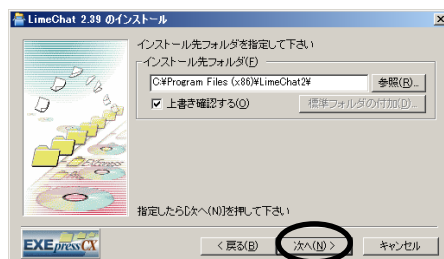 LimeChat 2.39 のインストール
インストール先フォルダを指定して下さい
インストール先フォルダ(F)
C:¥Program Files (x86)¥LimeChat2¥
参照(R)...
上書き確認する(O)
標準フォルダの付加(D)...
指定したら[次へ(N)]を押して下さい
EXEpressCX
< 戻る(B)
次へ(N) >
キャンセル